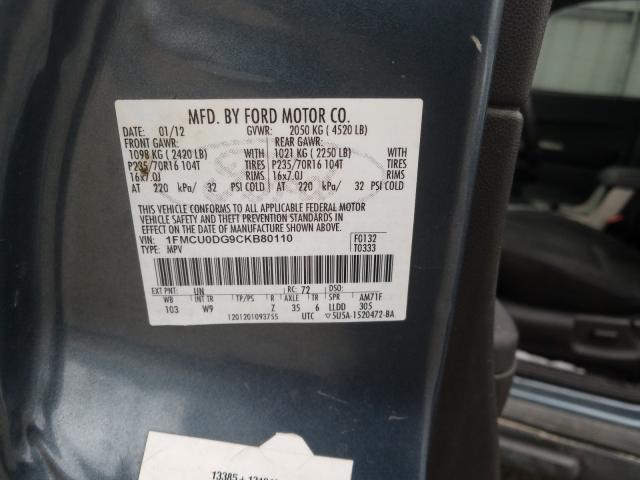 MFD. BY FORD MOTOR CO.
DATE: 01/12 GVWR: 2050 KG ( 4520 LB)
FRONT GAWR: REAR GAWR:
1098 KG ( 2420 LB) WITH 1021 KG ( 2250 LB) WITH
P235/70R16 104T TIRES P235/70R16 104T TIRES
16x7.0J RIMS 16x7.0J RIMS
AT 220 kPa/ 32 PSI COLD AT 220 kPa/ 32 PSI COLD
THIS VEHICLE CONFORMS TO ALL APPLICABLE FEDERAL MOTOR
VEHICLE SAFETY AND THEFT PREVENTION STANDARDS IN
EFFECT ON THE DATE OF MANUFACTURE SHOWN ABOVE.
VIN: 1FMCU0DG9CKB80110 F0132
TYPE: MPV T0333
EXT PNT: UN RC: 72 DSO:
WB INT TR TP/PS R AXLE TR SPR AM71F
103 W9 Z 35 6 LLDD 305
1201201093755 UTC ▽5U5A-1520472-BA